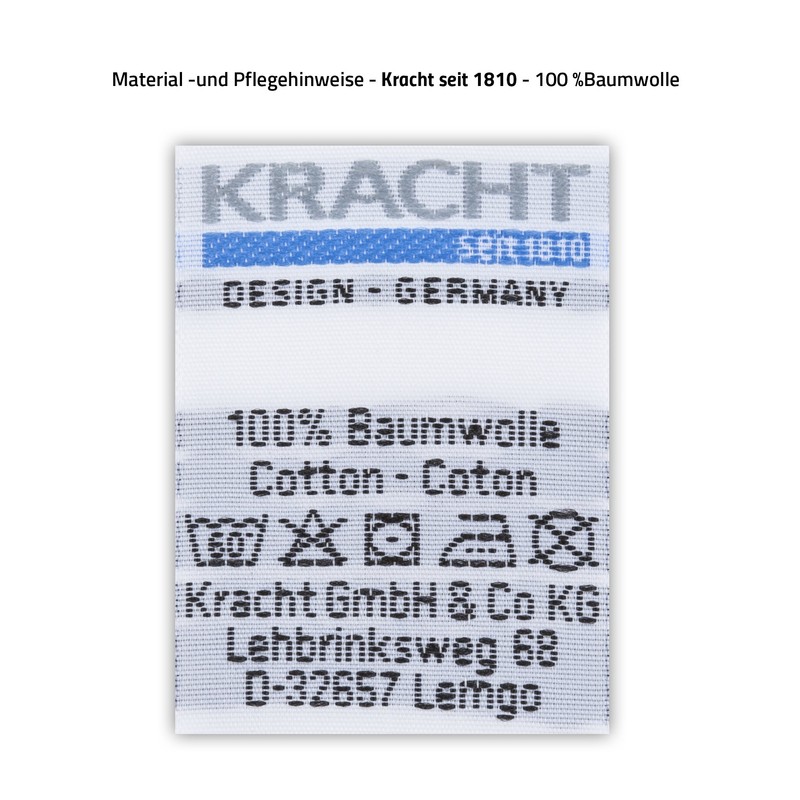 Material -und Pflegehinweise - Kracht seit 1810 - 100 %Baumwolle
KRACHT
seit 1810
DESIGN - GERMANY
100% Baumwolle
Cotton - Coton
60
Kracht GmbH & Co KG
Lehbrinksweg 68
D-32657 Lemgo